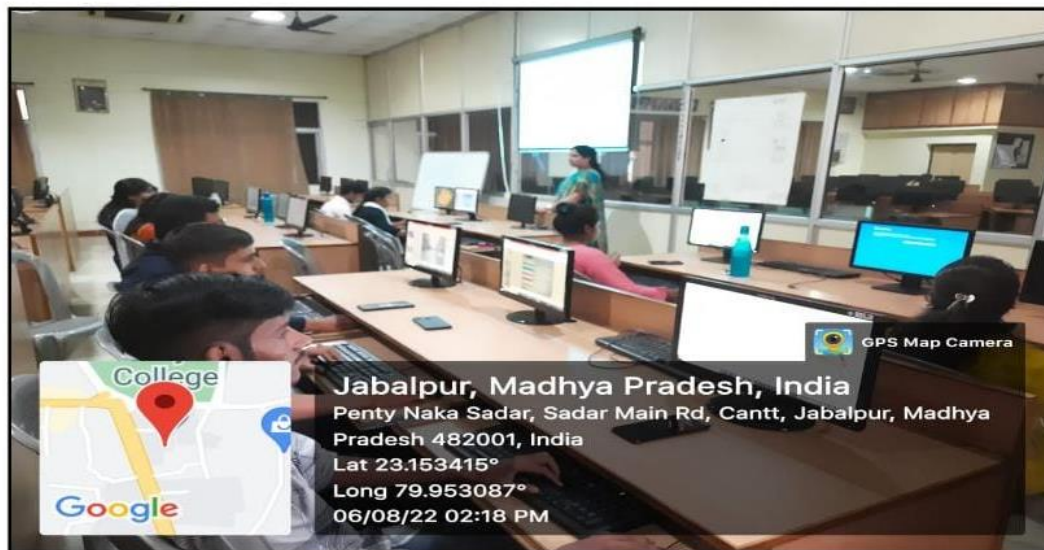 GPS Map Camera
College
Google
Jabalpur, Madhya Pradesh, India
Penty Naka Sadar, Sadar Main Rd, Cantt, Jabalpur, Madhya
Pradesh 482001, India
Lat 23.153415°
Long 79.953087°
06/08/22 02:18 PM